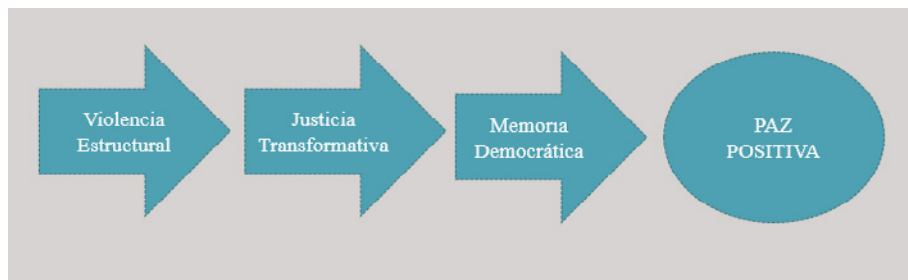 Violencia
Estructural
Justicia
Transformativa
Memoria
Democrática
PAZ
POSITIVA